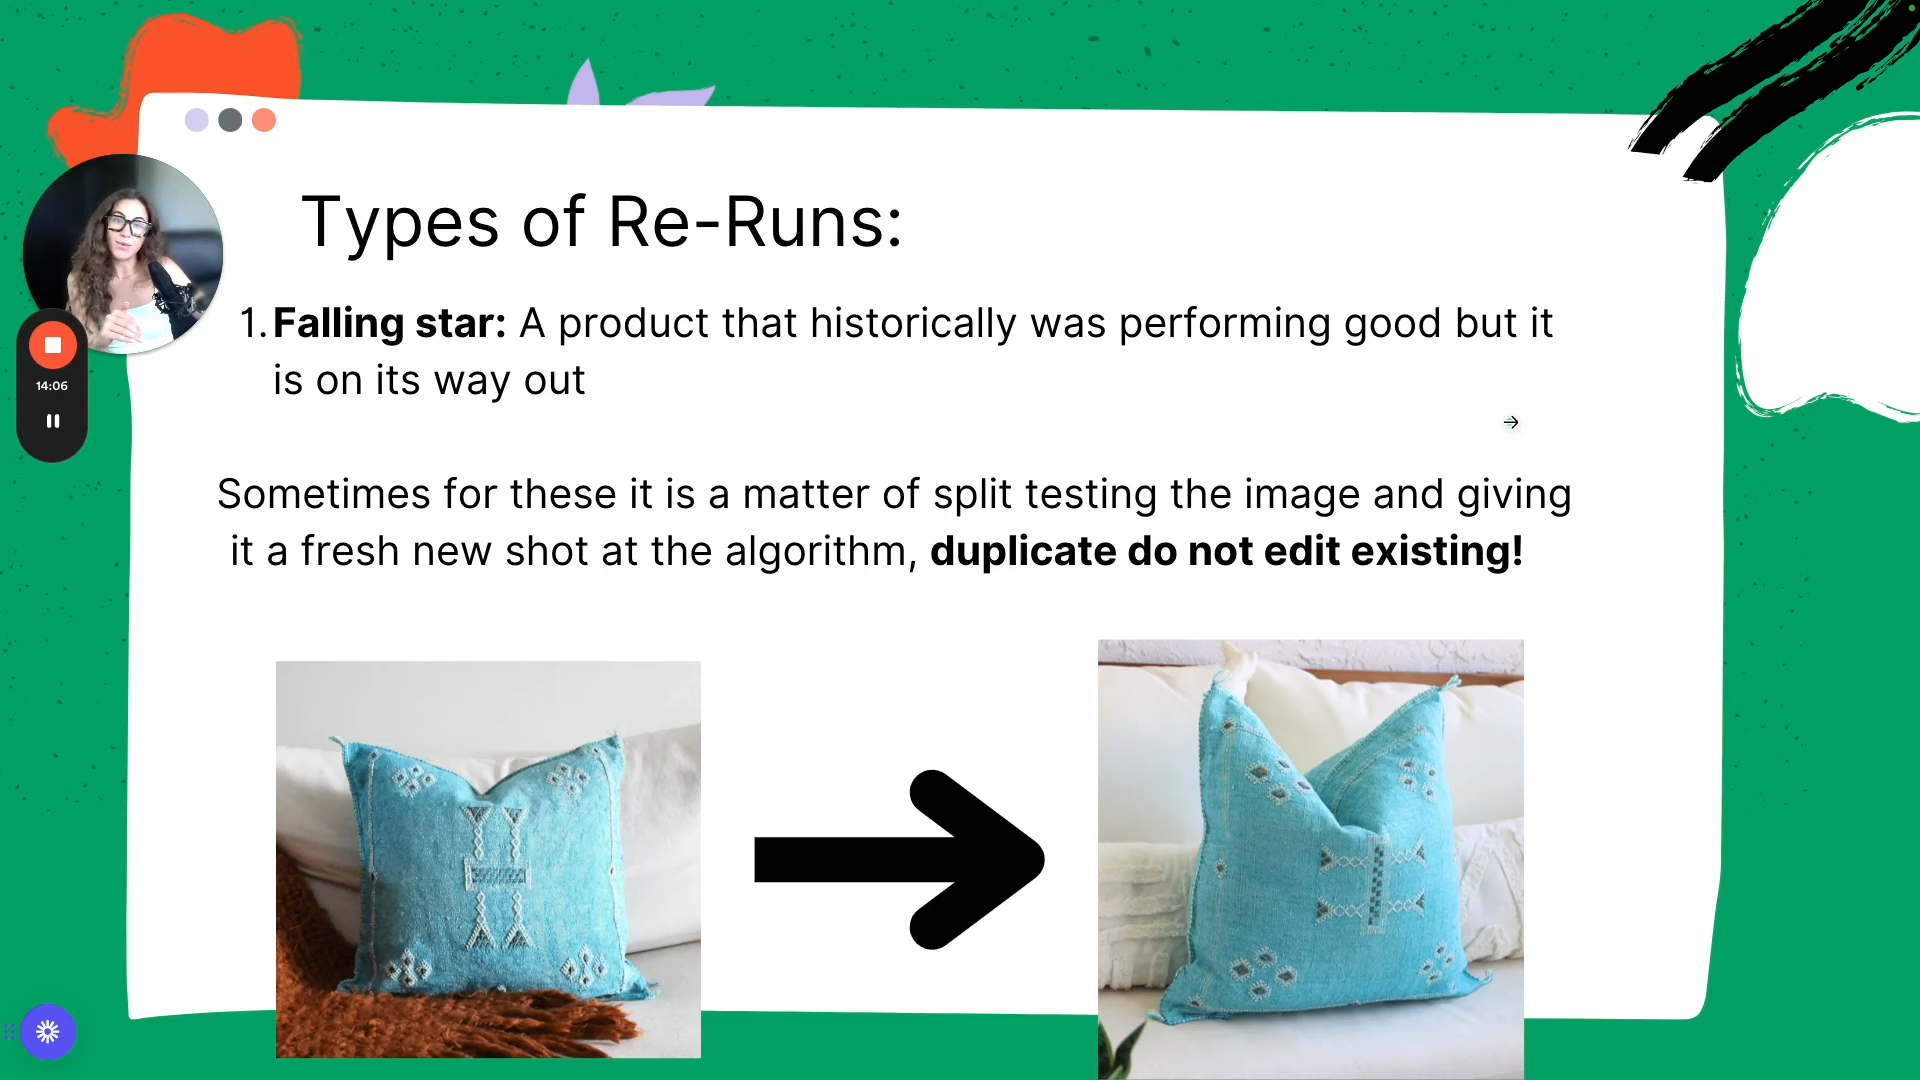 Types of Re-Runs:
1. Falling star: A product that historically was performing good but it
is on its way out
Sometimes for these it is a matter of split testing the image and giving
it a fresh new shot at the algorithm, duplicate do not edit existing!
14:06